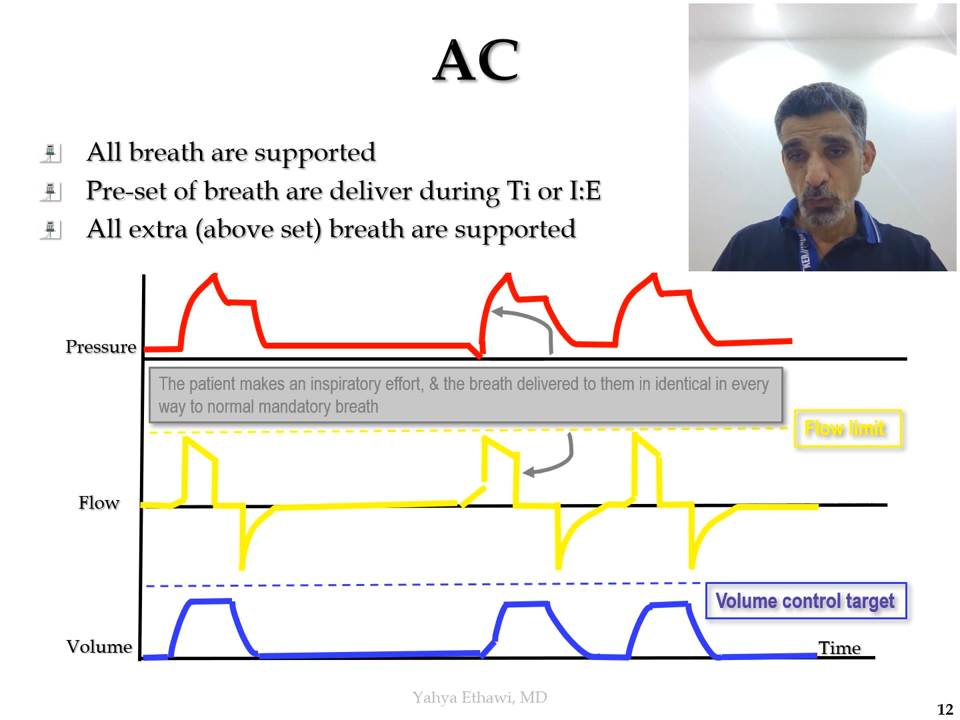 AC
All breath are supported
Pre-set of breath are deliver during Ti or I:E
All extra (above set) breath are supported
Pressure
The patient makes an inspiratory effort, & the breath delivered to them in identical in every
way to normal mandatory breath
Flow limit
Flow
Volume control target
Volume
Time
Yahya Ethawi, MD
12